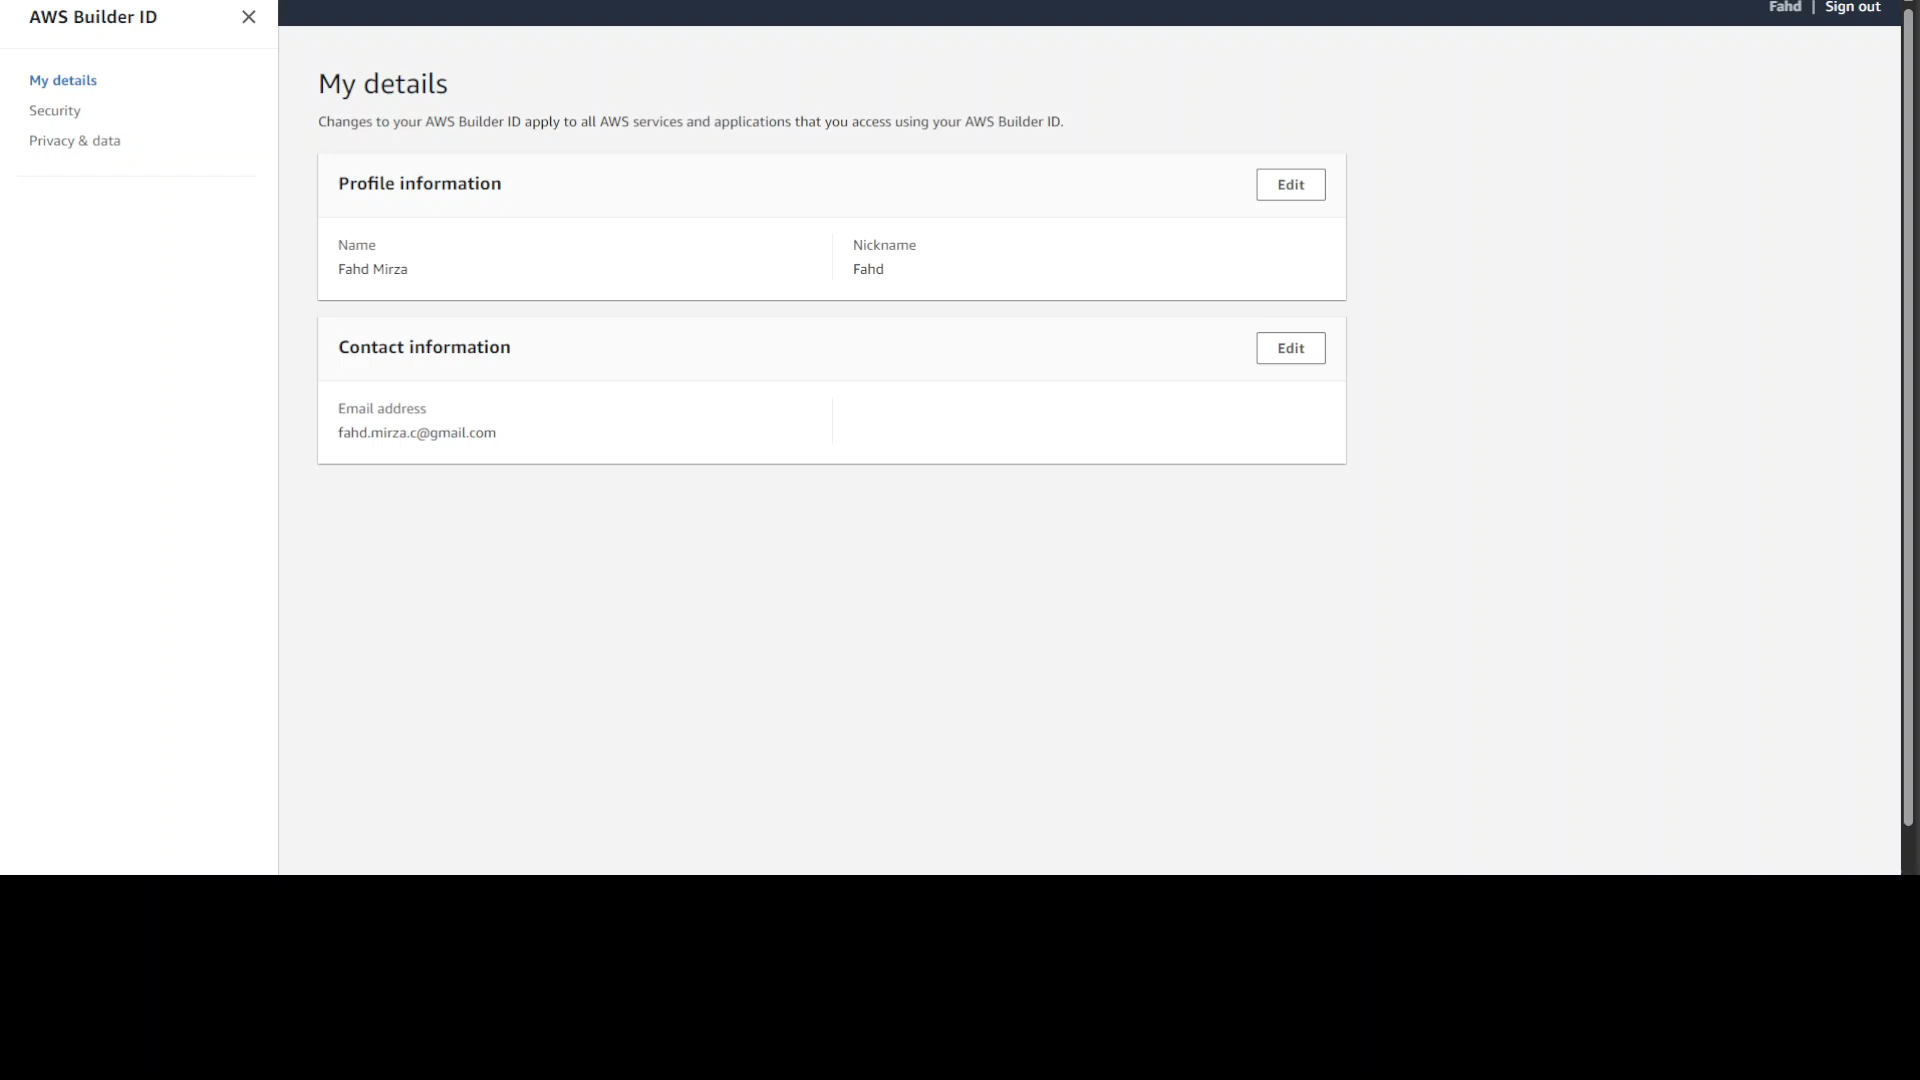 AWS Builder ID
Fahd | Sign out
My details
Security
Privacy & data
My details
Changes to your AWS Builder ID apply to all AWS services and applications that you access using your AWS Builder ID.
Profile information
Edit
Name
Fahd Mirza
Nickname
Fahd
Contact information
Edit
Email address
fahd.mirza.c@gmail.com